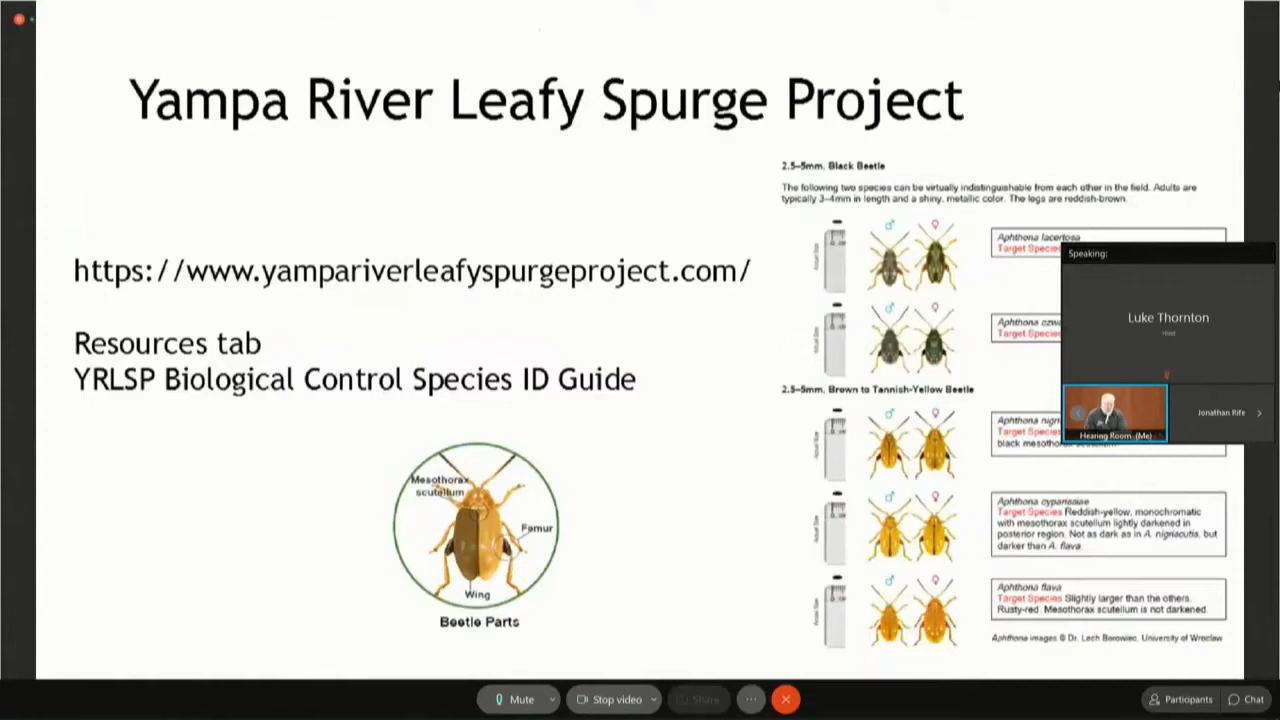 Yampa River Leafy Spurge Project
https://www.yampariverleafyspurgeproject.com/
Resources tab
YRLSP Biological Control Species ID Guide
Mesothorax
scutellum
Femur
Wing
Beetle Parts
2.5–5mm. Black Beetle
The following two species can be virtually indistinguishable from each other in the field. Adults are
typically 3–4mm in length and a shiny, metallic color. The legs are reddish-brown.
♂ ♀
Aphthona lacertosa
Target Species
♂ ♀
Aphthona
Target Species
2.5–5mm. Brown to Tannish-Yellow Beetle
♂ ♀
Aphthona
Target Species
black
♂ ♀
Aphthona cyparissiae
Target Species Reddish-yellow, monochromatic
with mesothorax scutellum lightly darkened in
posterior region. Not as dark as in A. nigriscutis, but
darker than A. flava.
♂ ♀
Aphthona flava
Target Species Slightly larger than the others.
Rusty-red. Mesothorax scutellum is not darkened.
Aphthona images © Dr. Lech Borowiec, University of Wroclaw
Speaking:
Luke Thornton
Host
Hearing Room (Me)
Jonathan Rife
Mute
Stop video
Share
Participants
Chat